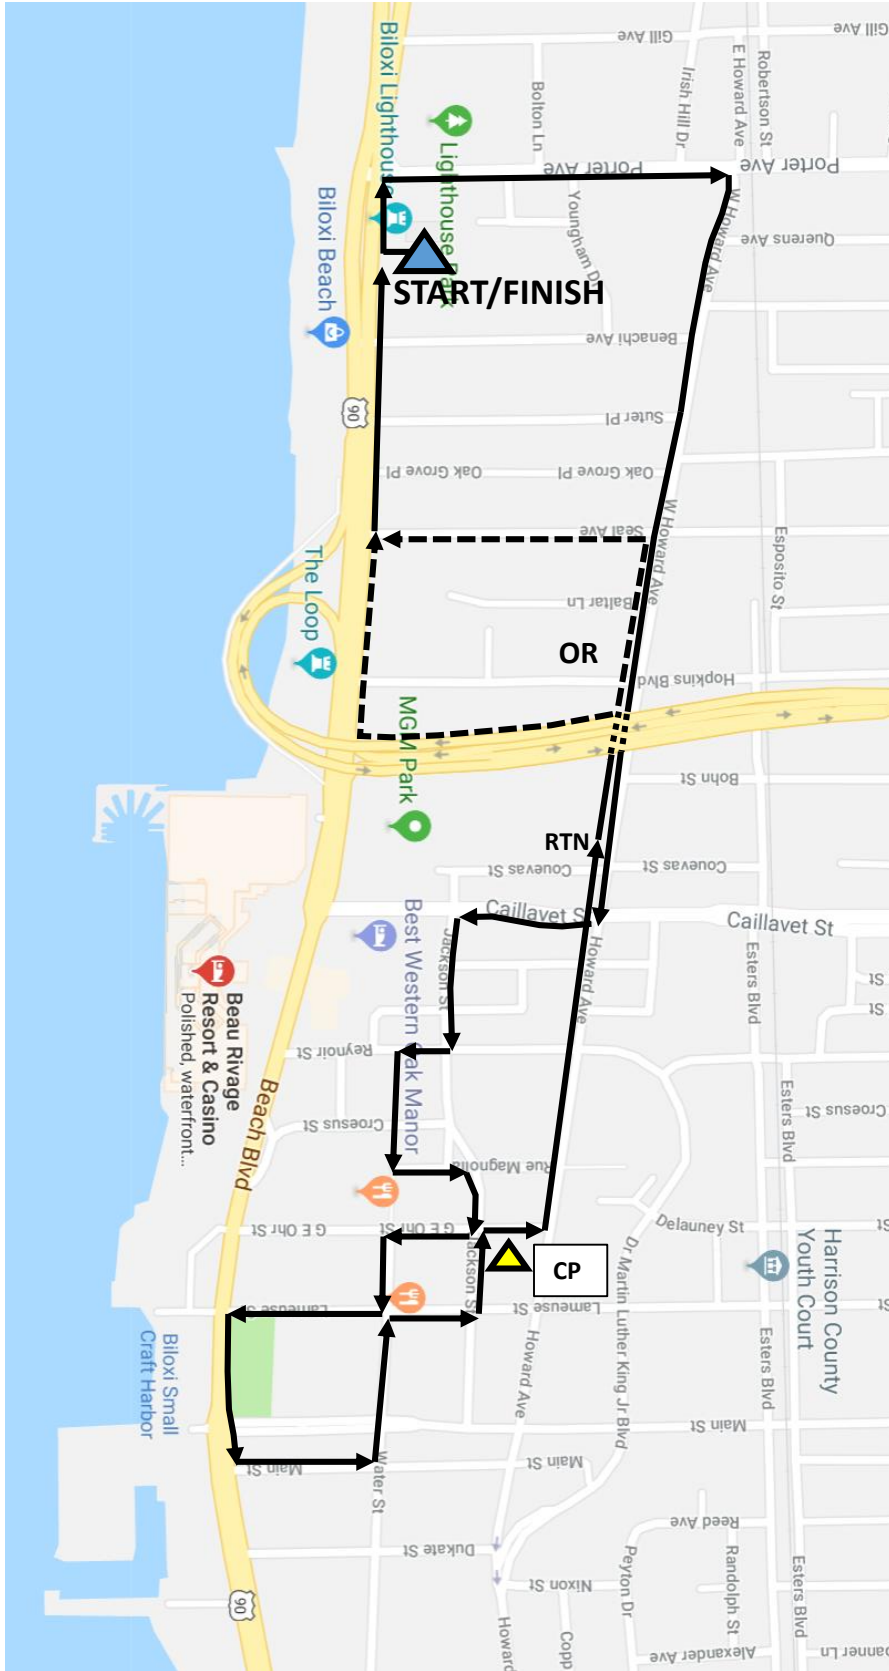 Gill Ave
Gill Ave
Robertson St
E Howard Ave
Irish Hill Dr
Bolton Ln
Biloxi Lighthouse
Lighthouse Park
Porter Ave
Porter Ave
Porter Ave
W Howard Ave
Querens Ave
Youngham Dr
Biloxi Beach
START/FINISH
Benachi Ave
90
Suter Pl
Oak Grove Pl
Oak Grove Pl
W Howard Ave
Seal Ave
Esposito St
The Loop
Baltar Ln
OR
Hopkins Blvd
MGM Park
Bohn St
RTN
Couevas St
Couevas St
Caillavet S
Caillavet St
Best Western Oak Manor
Jackson St
Howard Ave
Esters Blvd
Beau Rivage
Resort & Casino
Polished, waterfront...
Reynoir St
Beach Blvd
Croesus St
Croesus St
Esters Blvd
Rue Magnolia
G E Ohr St
G E Ohr St
Delauney St
Jackson St
CP
Harrison County
Youth Court
Lameuse St
Lameuse St
Dr Martin Luther King Jr Blvd
Howard Ave
Esters Blvd
Biloxi Small
Craft Harbor
Main St
Main St
Main St
Water St
Reed Ave
Dukate St
Nixon St
Peyton Dr
Randolph St
Esters Blvd
90
Howard
Copp
Alexander Ave
anner Ln